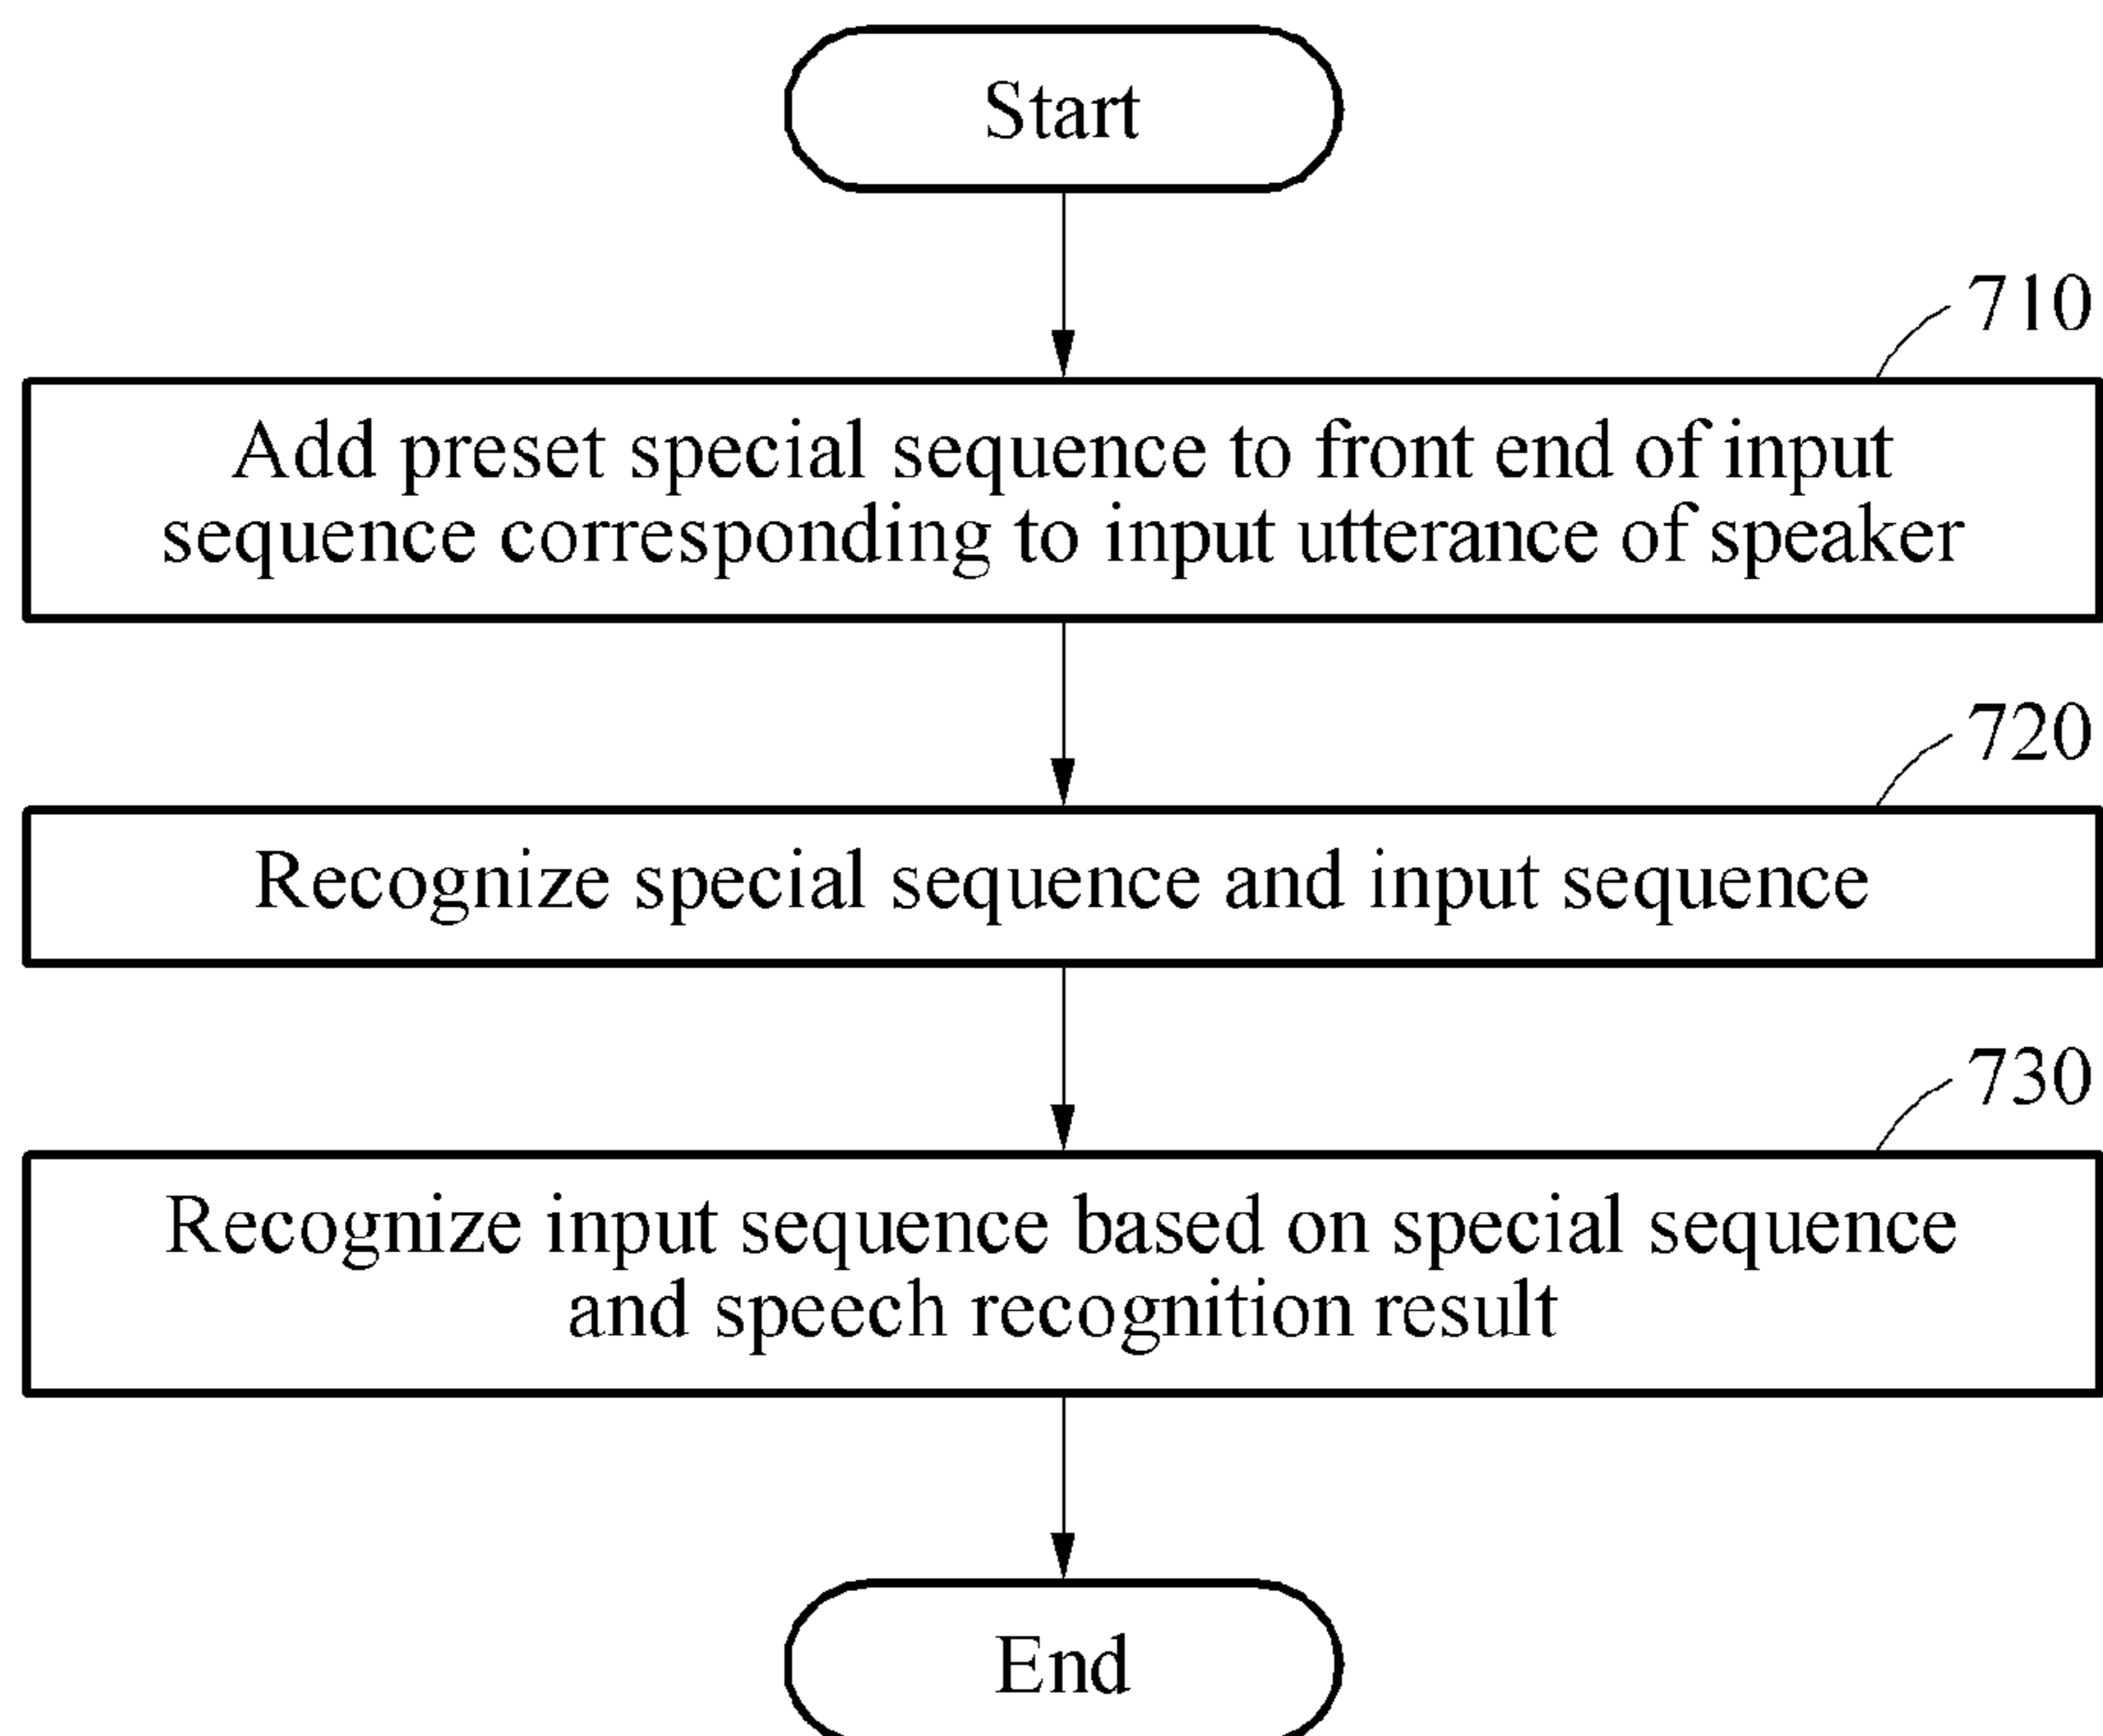 Start
710
Add preset special sequence to front end of input
sequence corresponding to input utterance of speaker
720
Recognize special sequence and input sequence
730
Recognize input sequence based on special sequence
and speech recognition result
End